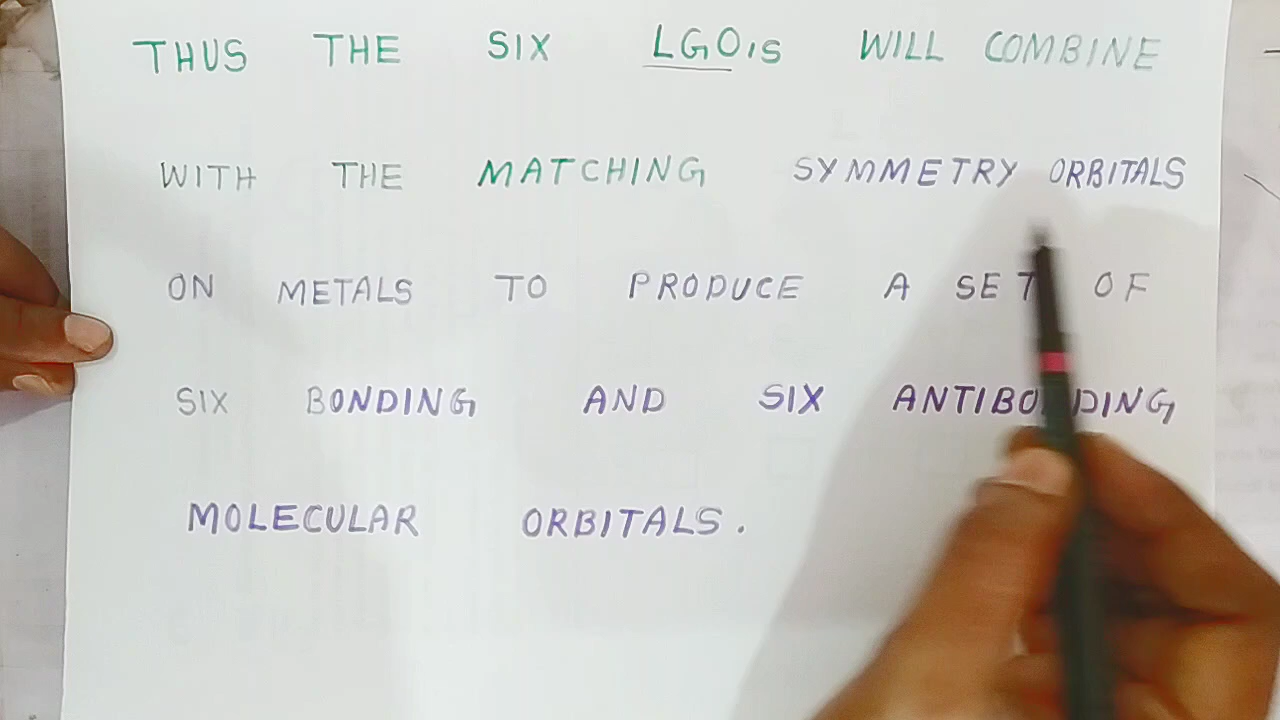 THUS THE SIX LGOIS WILL COMBINE
WITH THE MATCHING SYMMETRY ORBITALS
ON METALS TO PRODUCE A SET OF
SIX BONDING AND SIX ANTIBONDING
MOLECULAR ORBITALS.